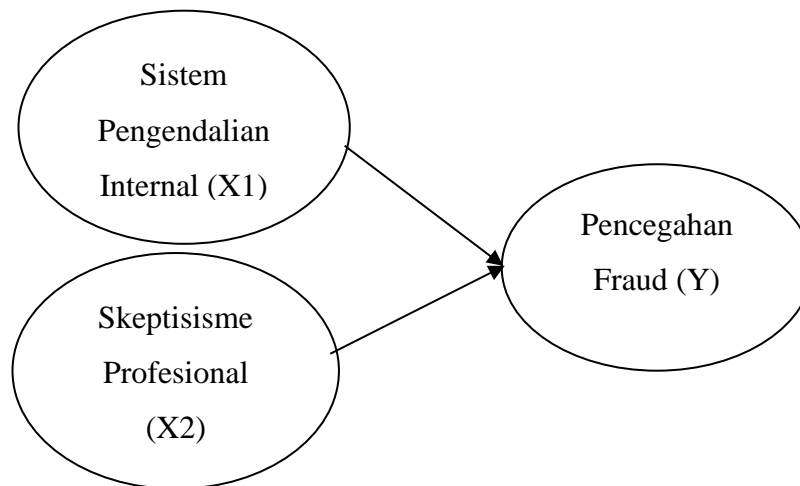 Sistem
Pengendalian
Internal (X1)
Pencegahan
Fraud (Y)
Skeptisisme
Profesional
(X2)